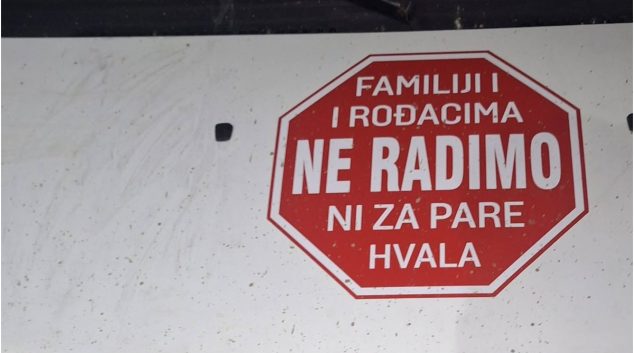 FAMILIJI I
I ROĐACIMA
NE RADIMO
NI ZA PARE
HVALA